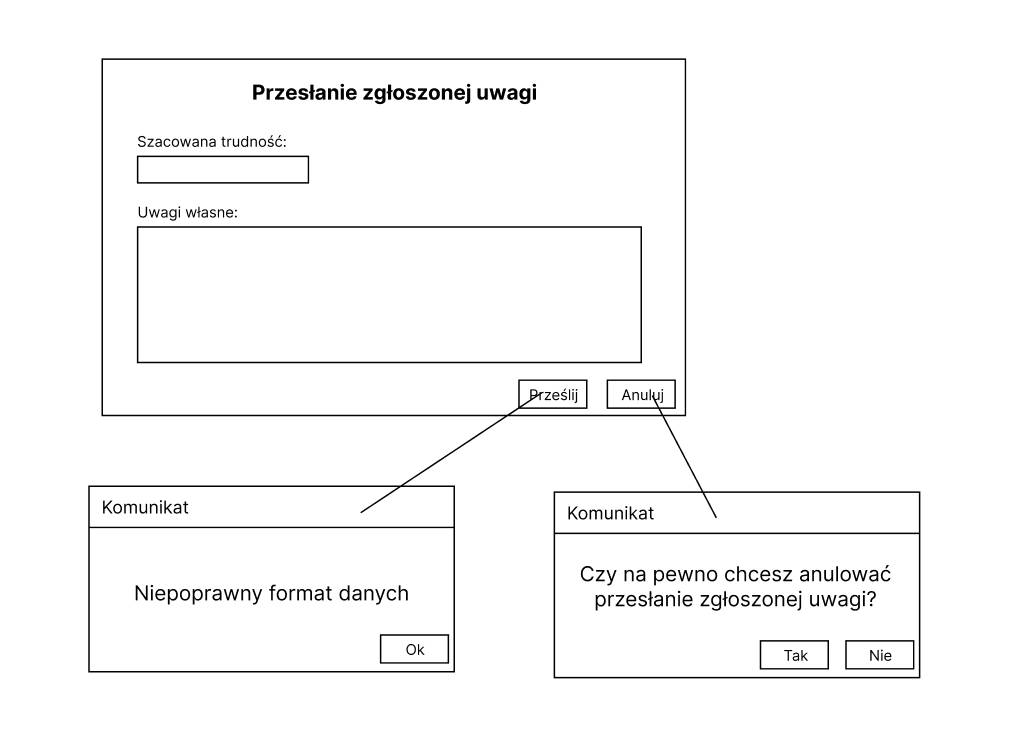 Przesłanie zgłoszonej uwagi
Szacowana trudność:
Uwagi własne:
Prześlij
Anuluj
Komunikat
Niepoprawny format danych
Ok
Komunikat
Czy na pewno chcesz anulować
przesłanie zgłoszonej uwagi?
Tak
Nie